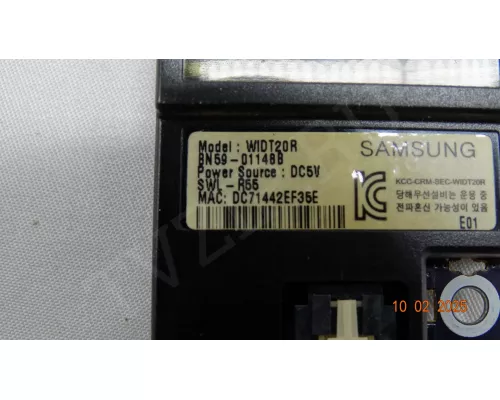 Model : WIDT20R
BN59-01148B
Power Source : DC5V
SWL - R55
MAC: DC71442EF35E
SAMSUNG
KCC-CRM-SEC-WIDT20R
당해무선설비는 운용 중
전파혼신 가능성이 있음
E01
10 02 2025